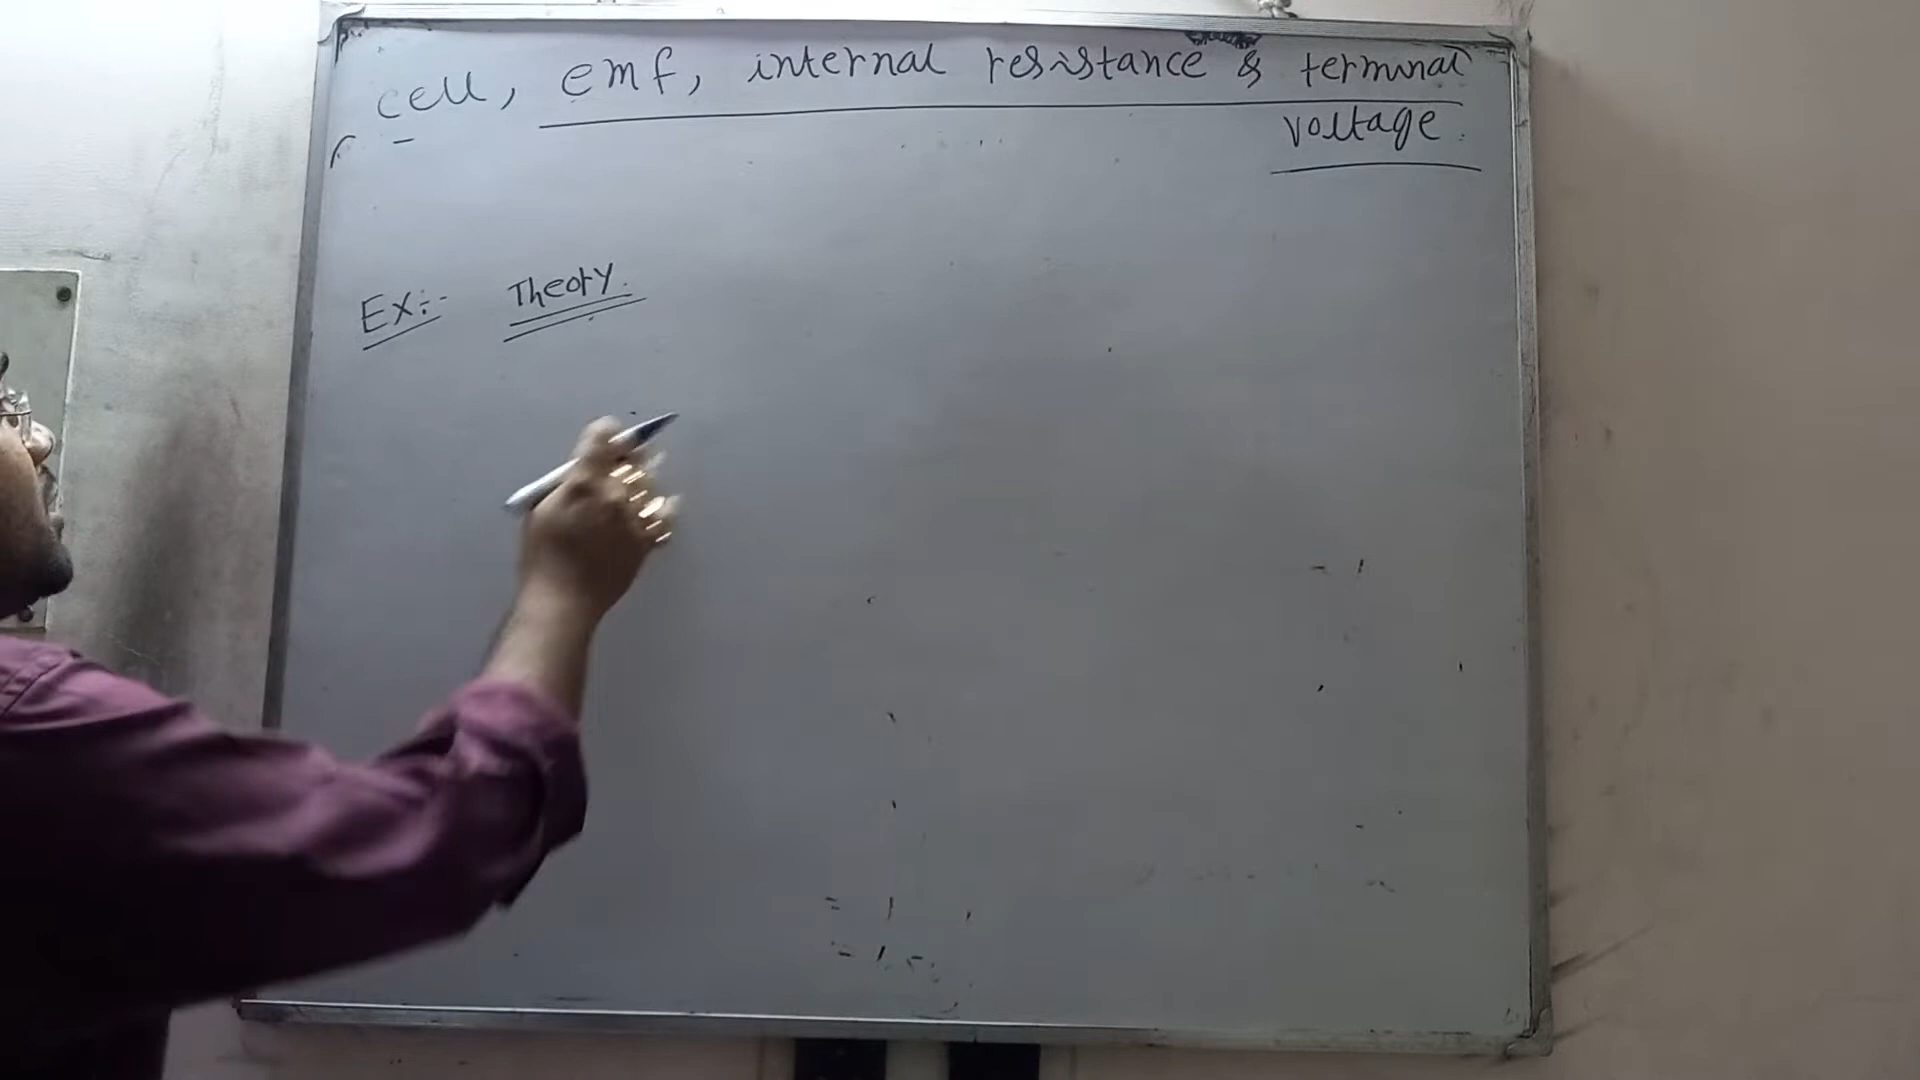 cell, emf, internal resistance & terminal
voltage.
Ex:- Theory.